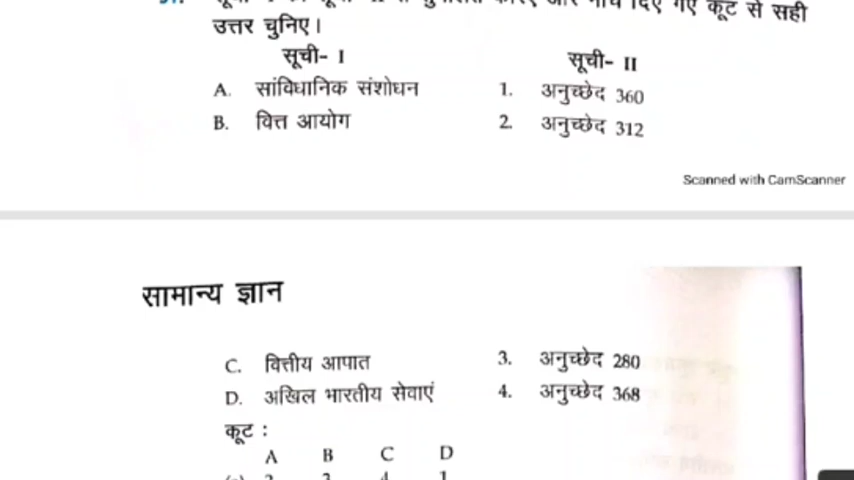 उत्तर चुनिए।
सूची- I सूची- II
A. सांविधानिक संशोधन 1. अनुच्छेद 360
B. वित्त आयोग 2. अनुच्छेद 312
Scanned with CamScanner
सामान्य ज्ञान
C. वित्तीय आपात 3. अनुच्छेद 280
D. अखिल भारतीय सेवाएं 4. अनुच्छेद 368
कूट :
A B C D